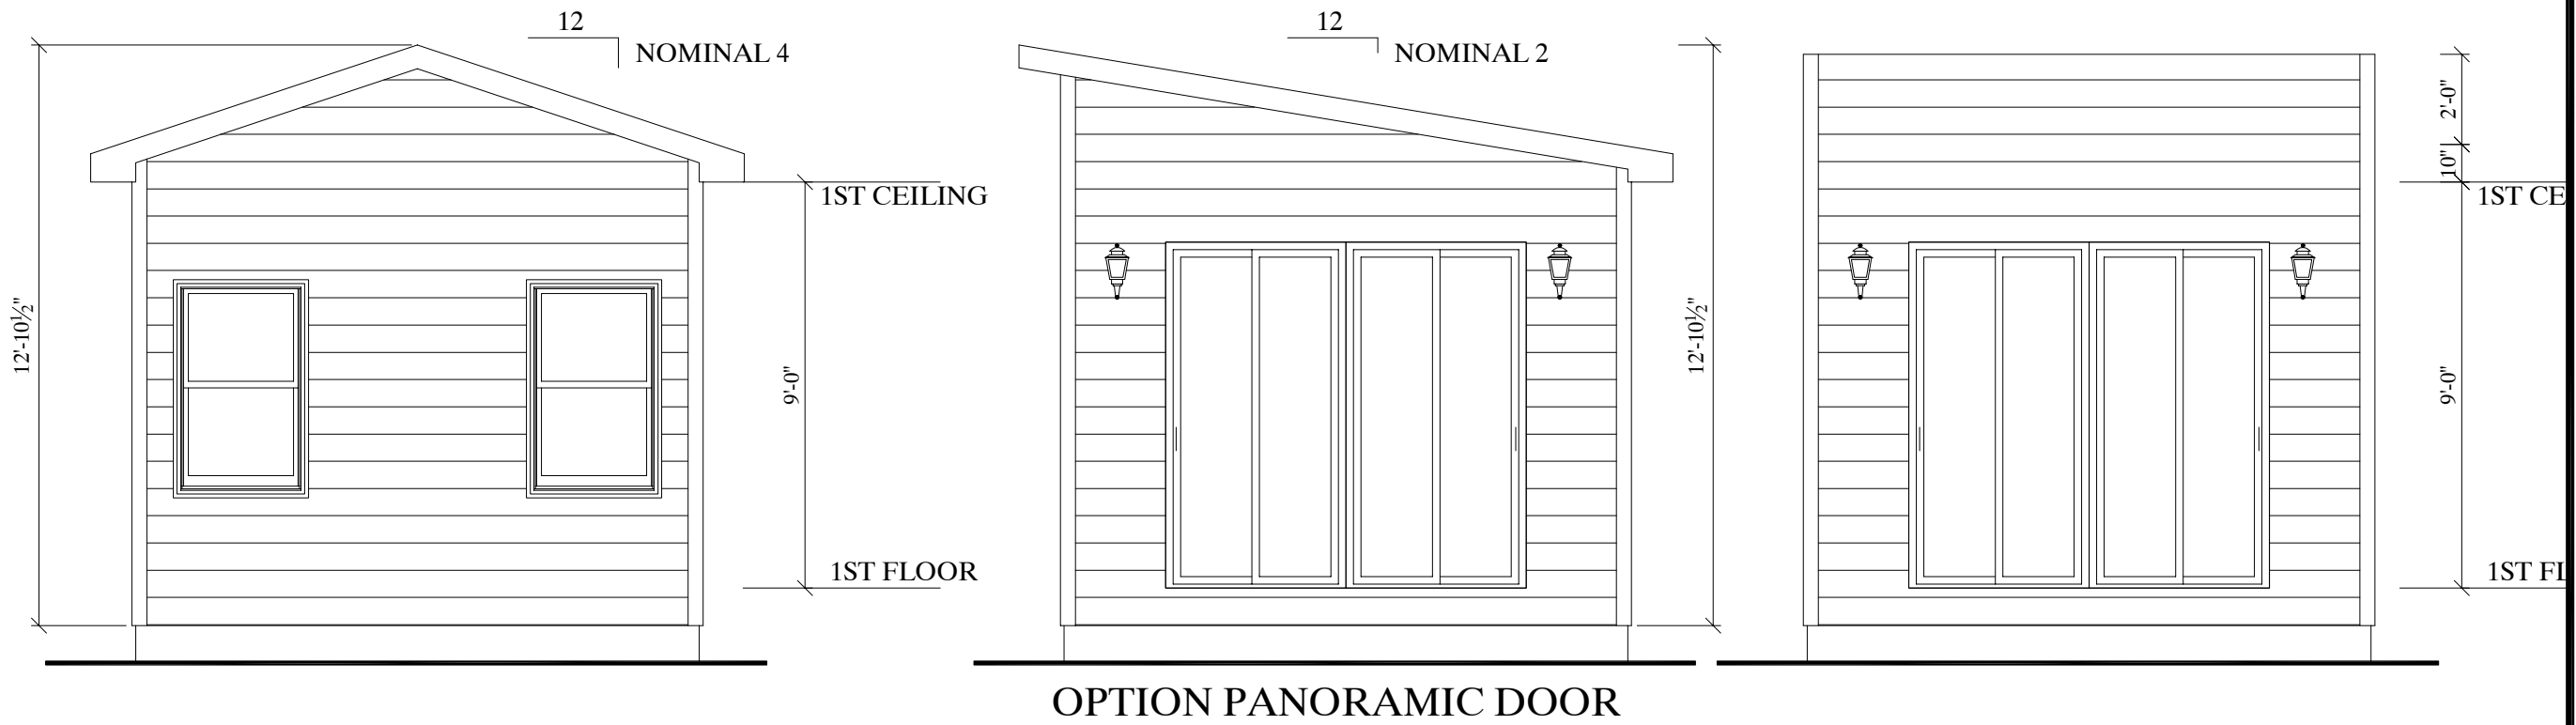 12
NOMINAL 4
12'-10½"
1ST CEILING
9'-0"
1ST FLOOR
12
NOMINAL 2
12'-10½"
2'-0"
10"
1ST CE
9'-0"
1ST FL
OPTION PANORAMIC DOOR